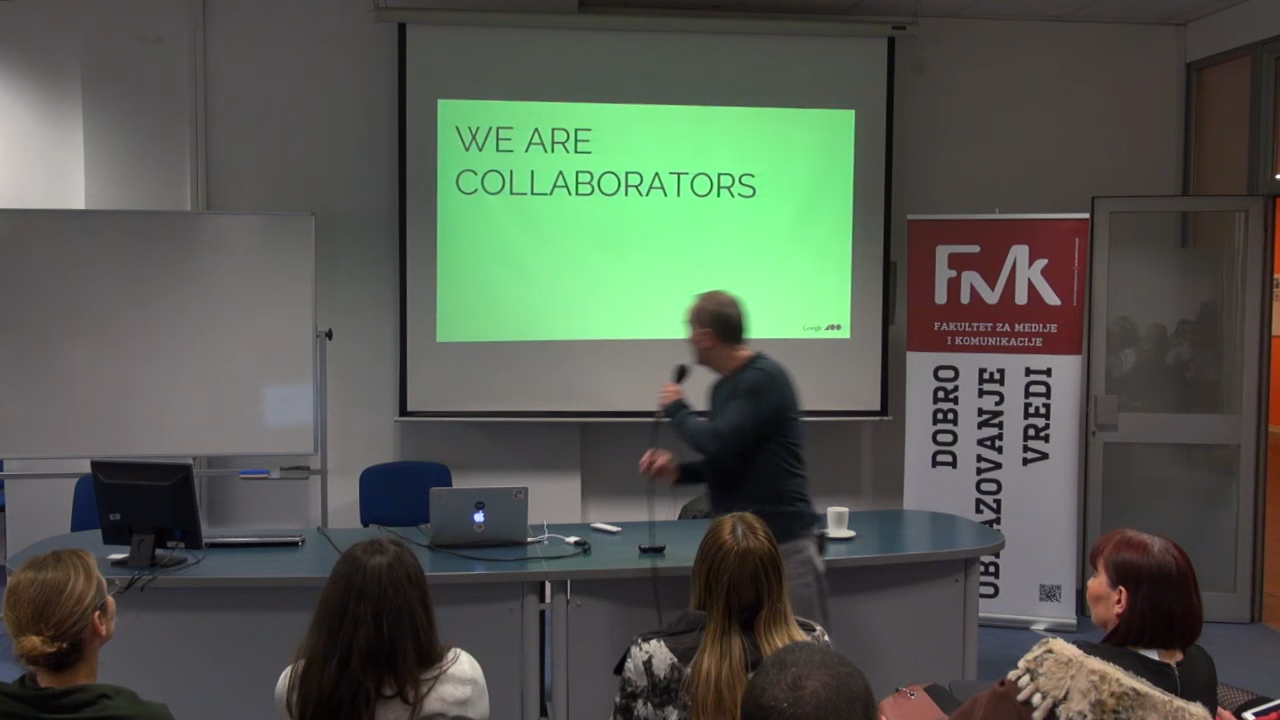 WE ARE
COLLABORATORS
Google
FMK
FAKULTET ZA MEDIJE
I KOMUNIKACIJE
DOBRO
OBRAZOVANJE
VREDI